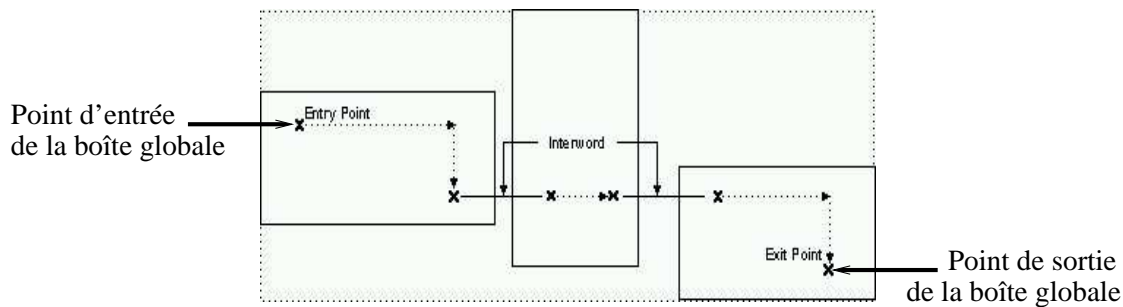 Point d'entrée
de la boîte globale
Entry Point
Interword
Exit Point
Point de sortie
de la boîte globale